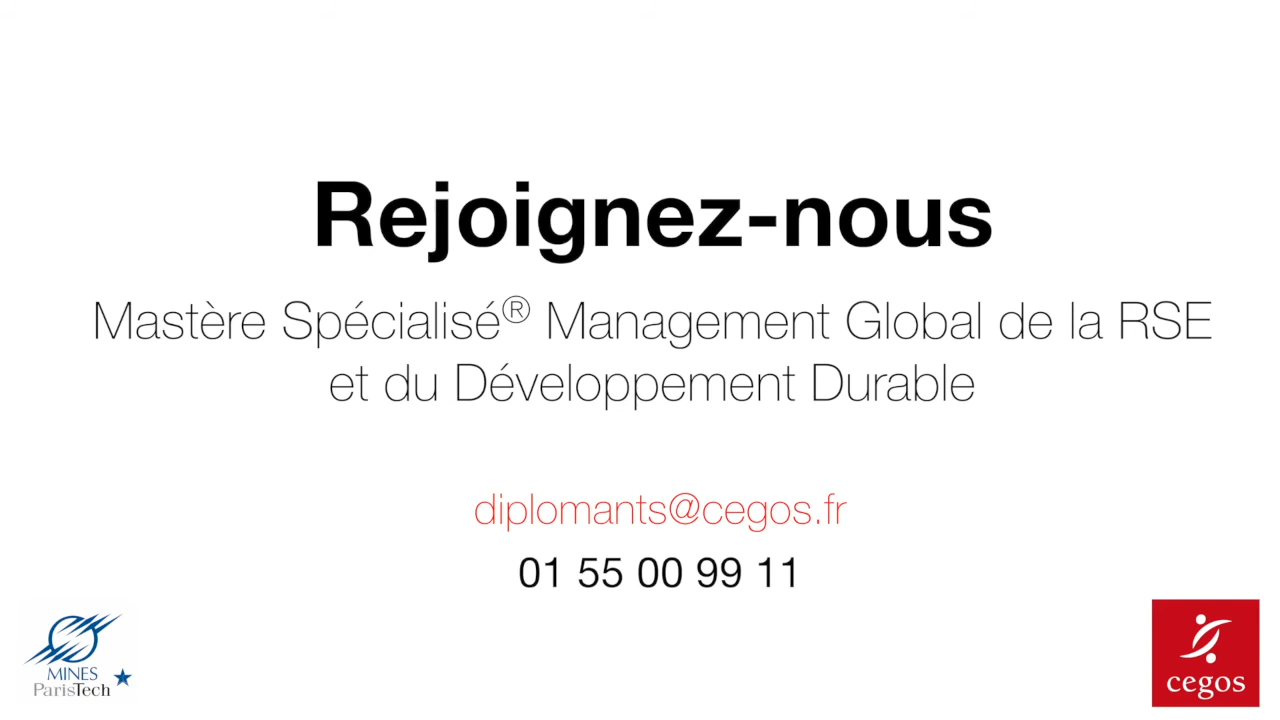 Rejoignez-nous
Mastère Spécialisé® Management Global de la RSE
et du Développement Durable
diplomants@cegos.fr
01 55 00 99 11
MINES
ParisTech
cegos